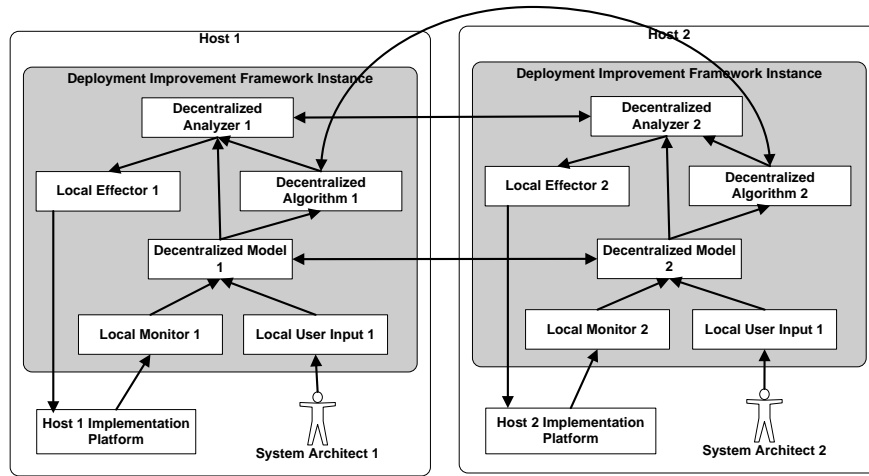 Host 1
Deployment Improvement Framework Instance
Decentralized
Analyzer 1
Local Effector 1
Decentralized
Algorithm 1
Decentralized Model
1
Local Monitor 1
Local User Input 1
Host 1 Implementation
Platform
System Architect 1
Host 2
Deployment Improvement Framework Instance
Decentralized
Analyzer 2
Local Effector 2
Decentralized
Algorithm 2
Decentralized Model
2
Local Monitor 2
Local User Input 1
Host 2 Implementation
Platform
System Architect 2